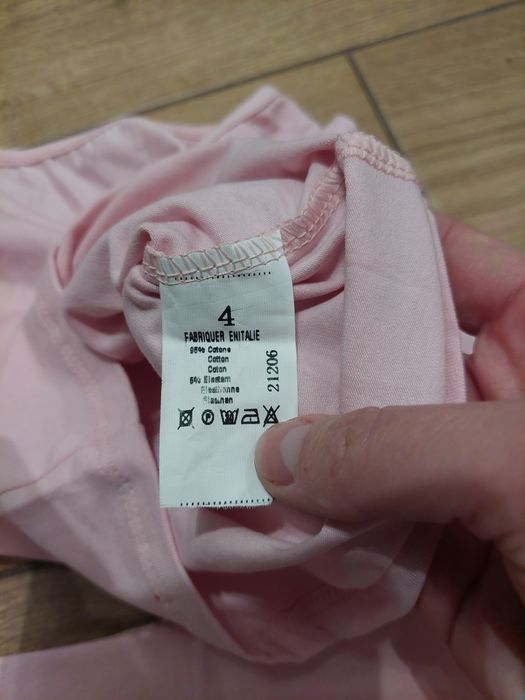 4
FABRIQUER ENITALIE
95% Cotone
Cotton
Coton
5% Elastam
21206